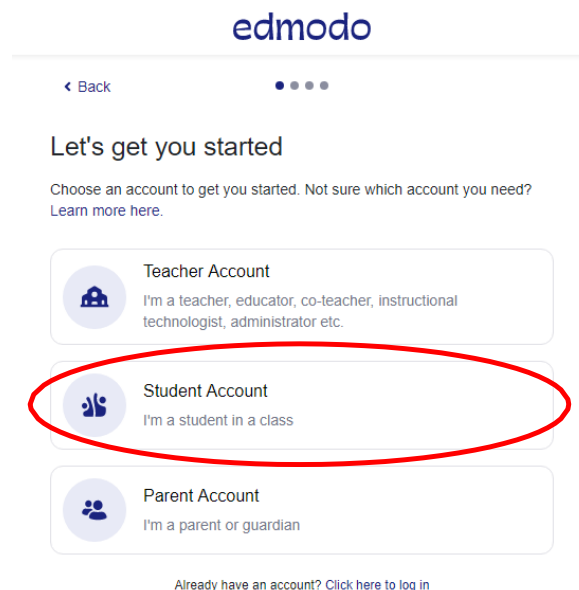 edmodo
Back
Let's get you started
Choose an account to get you started. Not sure which account you need?
Learn more here.
Teacher Account
I'm a teacher, educator, co-teacher, instructional
technologist, administrator etc.
Student Account
I'm a student in a class
Parent Account
I'm a parent or guardian
Already have an account? Click here to log in